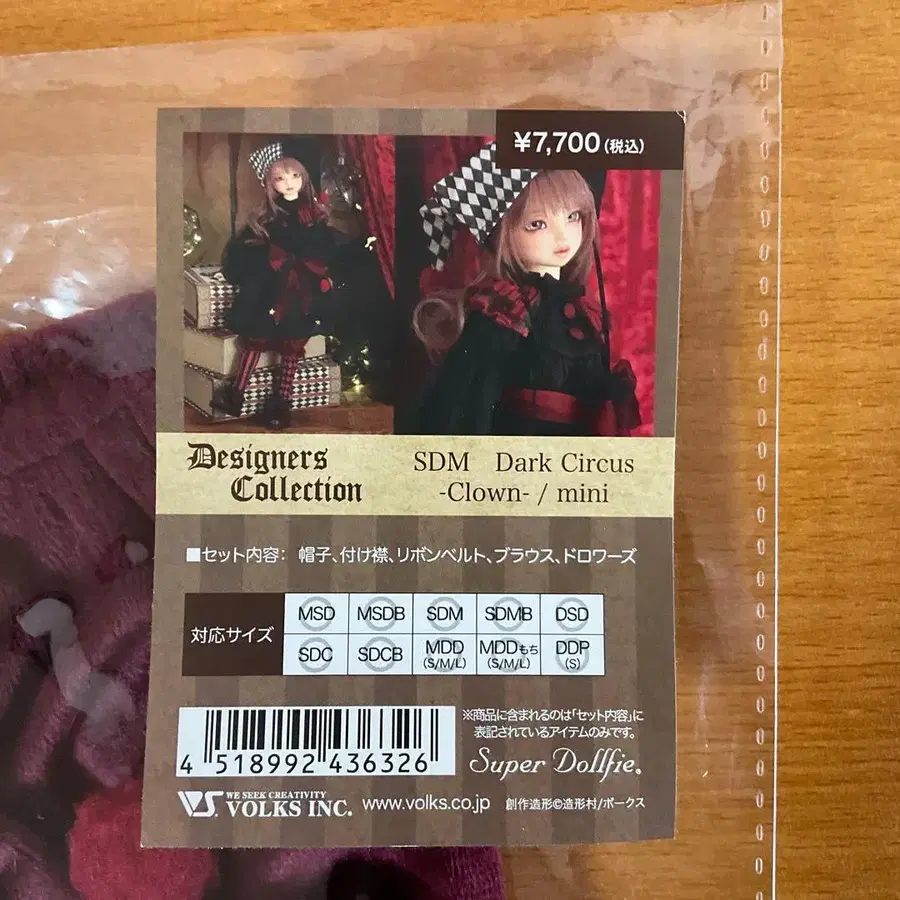 ¥7,700(税込)
Designers
Collection
SDM Dark Circus
-Clown- / mini
■セット内容: 帽子、付け襟、リボンベルト、ブラウス、ドロワーズ
対応サイズ
MSD MSDB SDM SDMB DSD
SDC SDCB MDD (S/M/L) MDDもち (S/M/L) DDP (S)
※商品に含まれるのは「セット内容」に
表記されているアイテムのみです。
4 518992 436326
Super Dollfie®
VS WE SEEK CREATIVITY
VOLKS INC. www.volks.co.jp 創作造形©造形村/ボークス